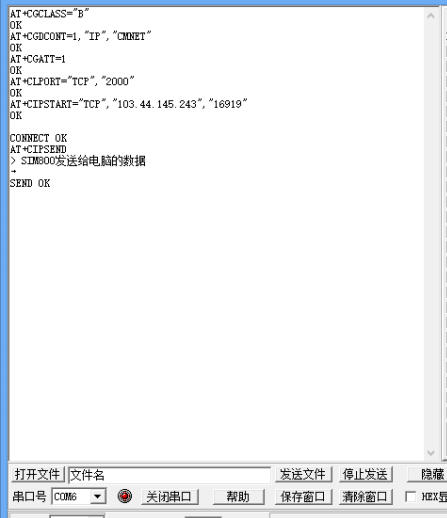 AT+CGCLASS="B"
OK
AT+CGDCONT=1,"IP","CMNET"
OK
AT+CGATT=1
OK
AT+CLPORT="TCP","2000"
OK
AT+CIPSTART="TCP","103.44.145.243","16919"
OK
CONNECT OK
AT+CIPSEND
> SIM800发送给电脑的数据
→
SEND OK
打开文件 文件名 发送文件 停止发送 隐藏
串口号 COM6 关闭串口 帮助 保存窗口 清除窗口 HEX显